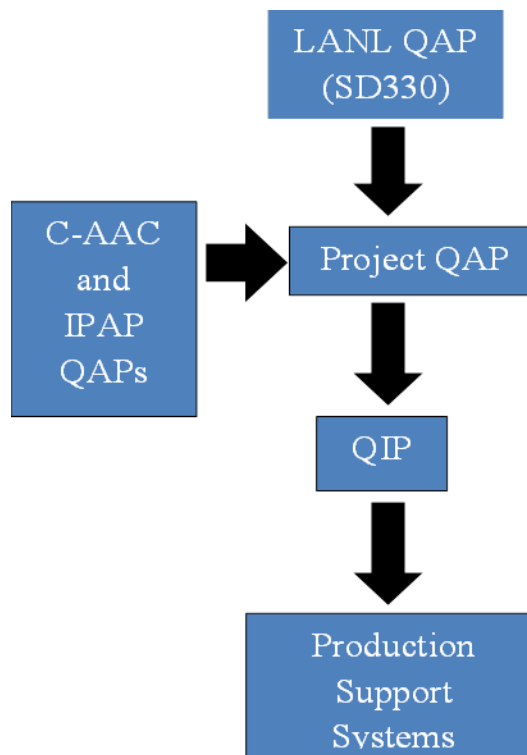 LANL QAP
(SD330)
C-AAC
and
IPAP
QAPs
Project QAP
QIP
Production
Support
Systems